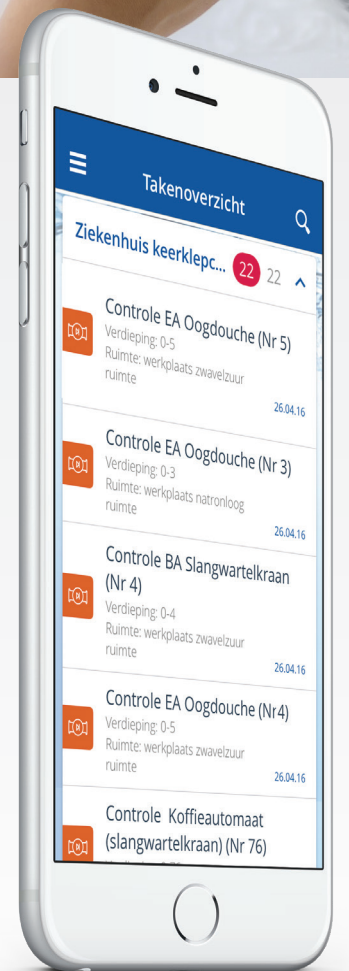 Takenoverzicht
Ziekenhuis keerklepc... 22 22
Controle EA Oogdouche (Nr 5)
Verdieping: 0-5
Ruimte: werkplaats zwavelzuur
ruimte
26.04.16
Controle EA Oogdouche (Nr 3)
Verdieping: 0-3
Ruimte: werkplaats natronloog
ruimte
26.04.16
Controle BA Slangwartelkraan
(Nr 4)
Verdieping: 0-4
Ruimte: werkplaats zwavelzuur
ruimte
26.04.16
Controle EA Oogdouche (Nr4)
Verdieping: 0-5
Ruimte: werkplaats zwavelzuur
ruimte
26.04.16
Controle Koffieautomaat
(slangwartelkraan) (Nr 76)